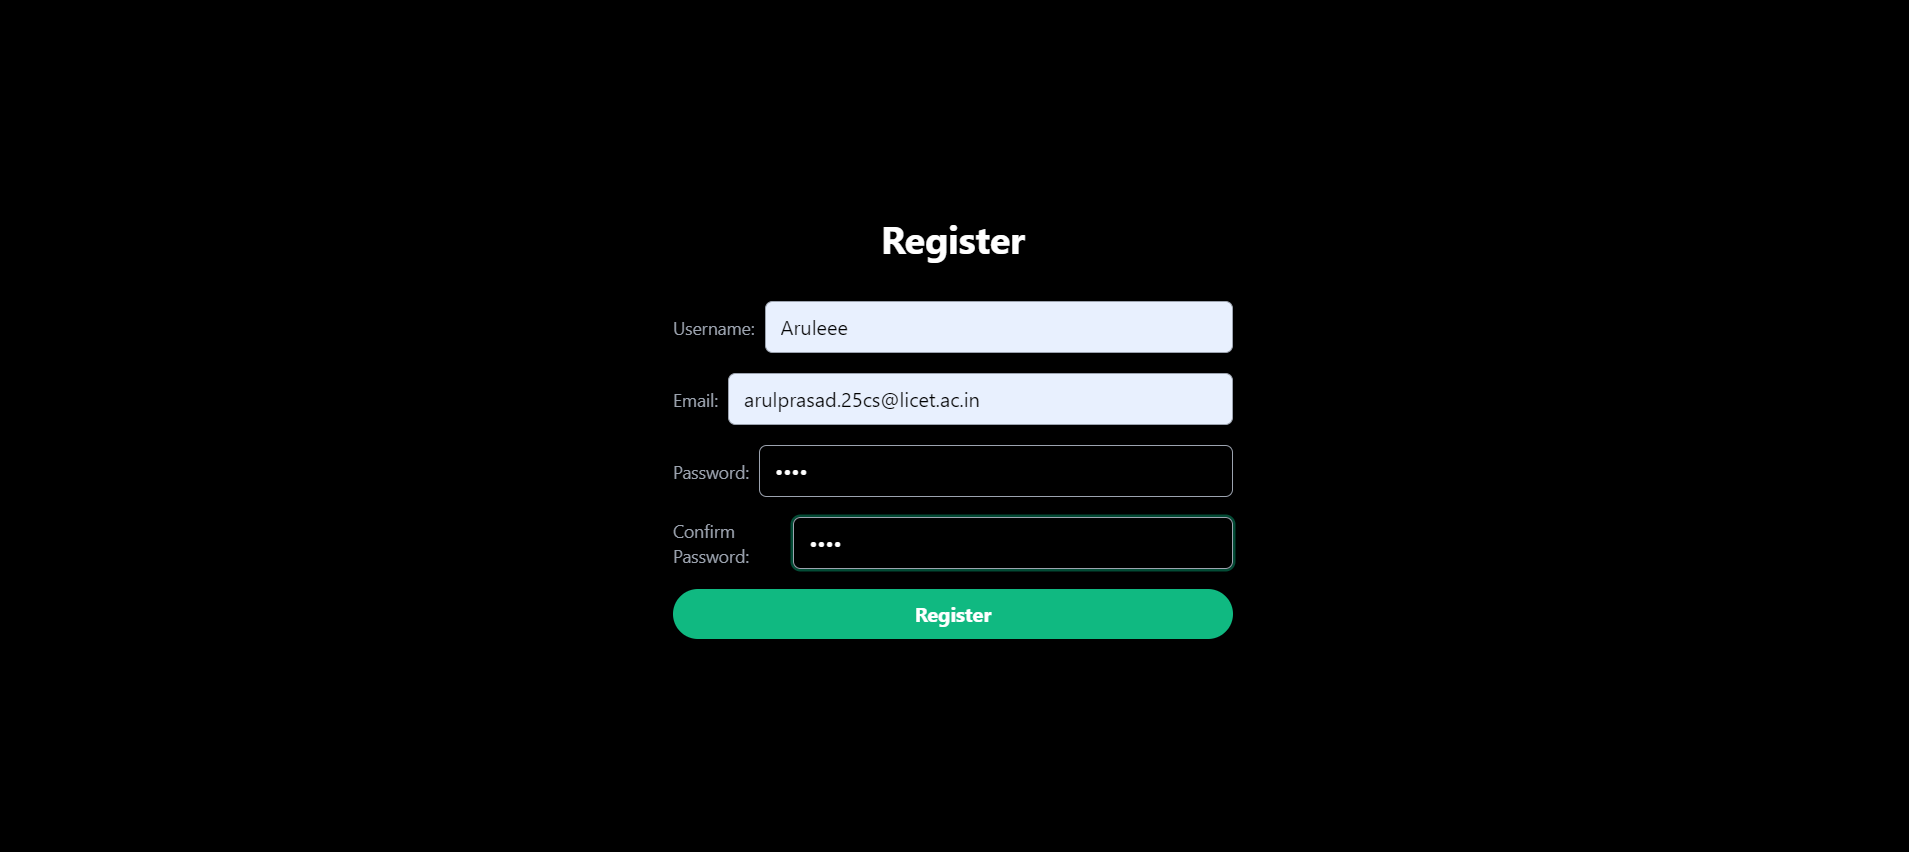 Register
Username: Aruleee
Email: arulprasad.25cs@licet.ac.in
Password: ••••
Confirm
Password: ••••
Register